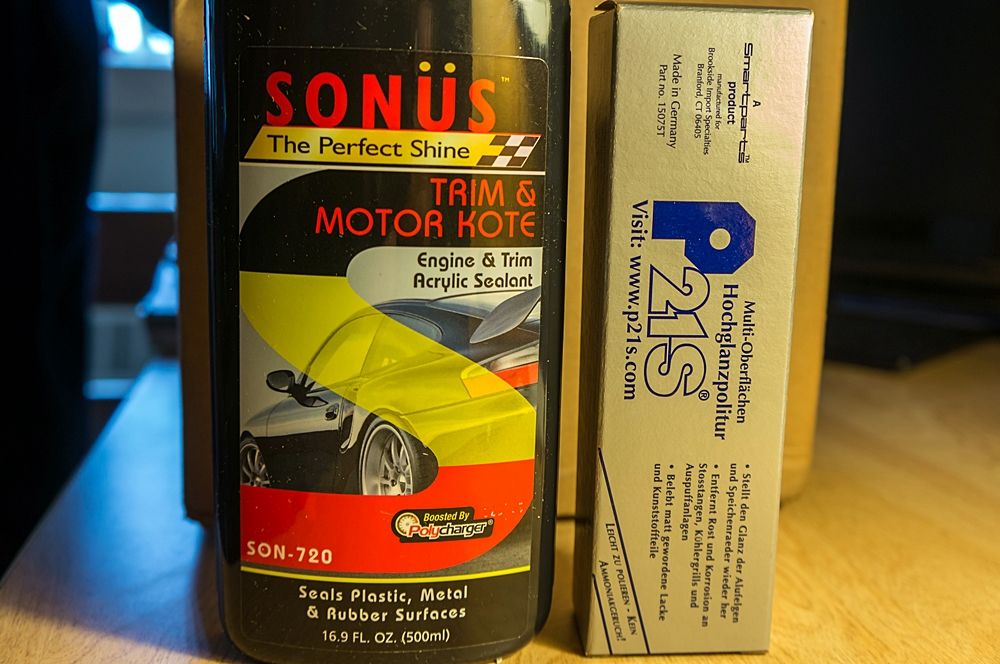 SONÜS™
The Perfect Shine
TRIM &
MOTOR KOTE
Engine & Trim
Acrylic Sealant
Boosted By
Polycharger®
SON-720
Seals Plastic, Metal
& Rubber Surfaces
16.9 FL. OZ. (500ml)
Smartparts™
A
product
manufactured for
Brookside Import Specialties
Branford, CT 06405
Made in Germany
Part no. 15075T
P21S®
Visit: www.p21s.com
Multi-Oberflächen
Hochglanzpolitur
• Stellt den Glanz der Alufelgen
und Speichenraeder wieder her
• Entfernt Rost und Korrosion an
Stosstangen, Kühlergrills und
Auspuffanlagen
• Belebt matt gewordene Lacke
und Kunststoffteile
LEICHT ZU POLIEREN - KEIN
AMMONIAKGERUCH!